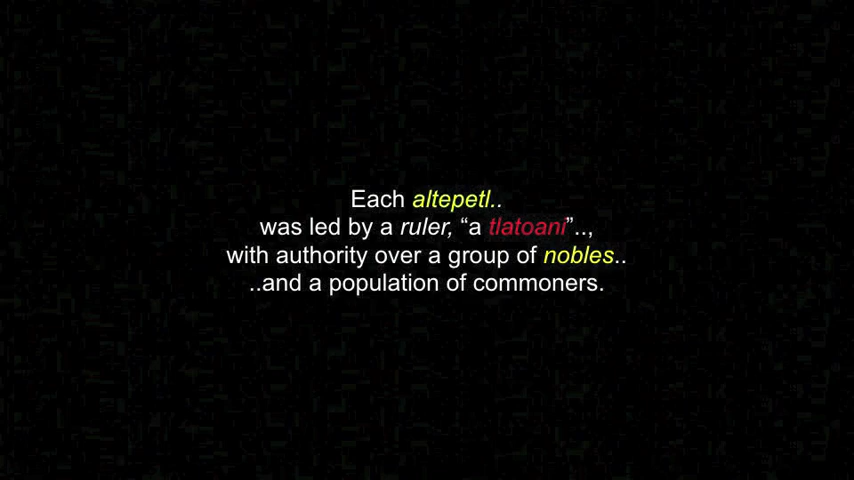 Each altepetl..
was led by a ruler, “a tlatoani”..,
with authority over a group of nobles..
..and a population of commoners.